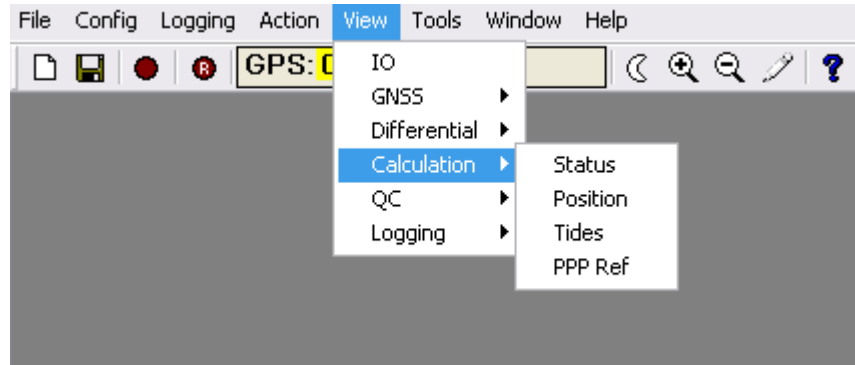 File Config Logging Action View Tools Window Help
R GPS: ?
IO
GNSS
Differential
Calculation
QC
Logging
Status
Position
Tides
PPP Ref